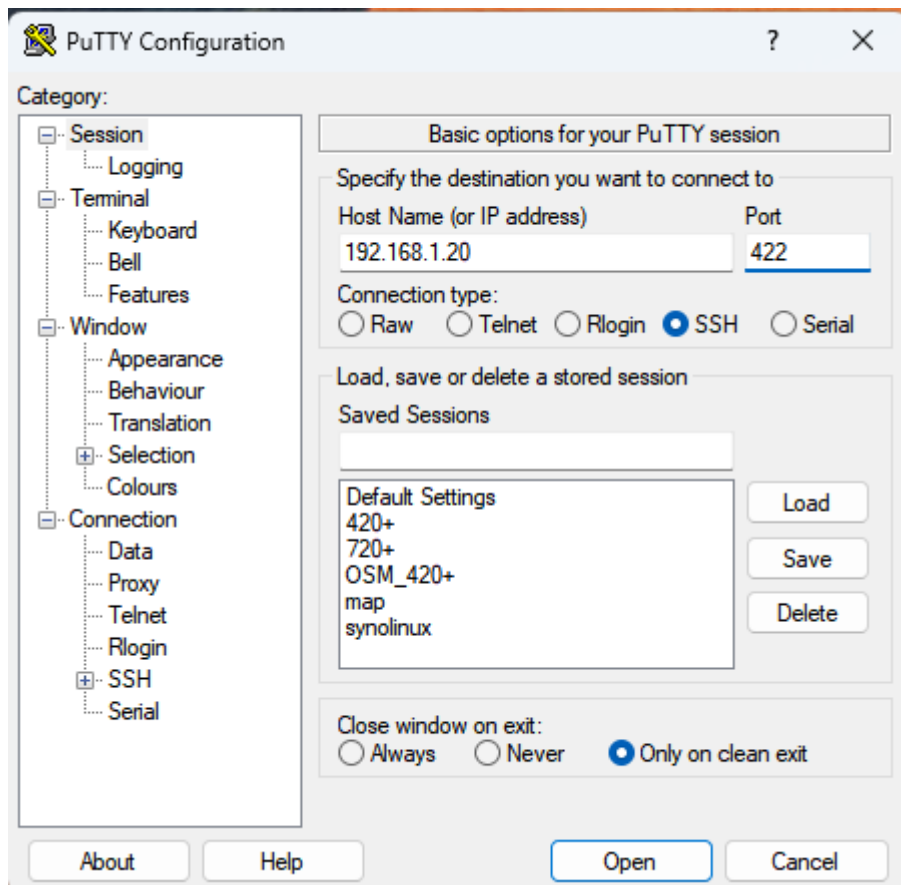 PuTTY Configuration
?
Category:
Session
Logging
Terminal
Keyboard
Bell
Features
Window
Appearance
Behaviour
Translation
Selection
Colours
Connection
Data
Proxy
Telnet
Rlogin
SSH
Serial
Basic options for your PuTTY session
Specify the destination you want to connect to
Host Name (or IP address) Port
192.168.1.20 422
Connection type:
Raw Telnet Rlogin SSH Serial
Load, save or delete a stored session
Saved Sessions
Default Settings
420+
720+
OSM_420+
map
synolinux
Load
Save
Delete
Close window on exit:
Always Never Only on clean exit
About Help Open Cancel